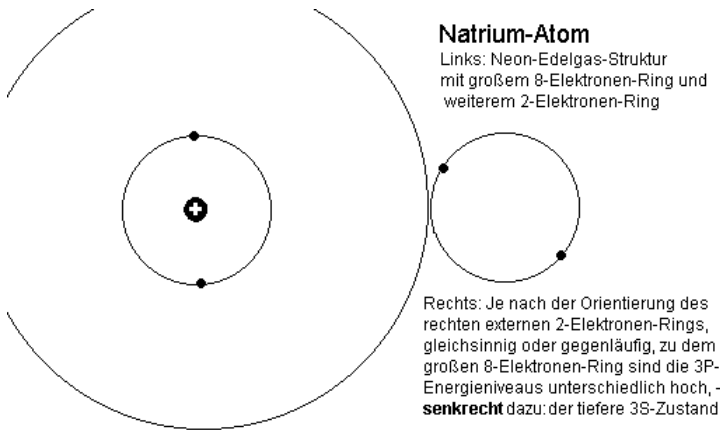 Natrium-Atom
Links: Neon-Edelgas-Struktur
mit großem 8-Elektronen-Ring und
weiterem 2-Elektronen-Ring
Rechts: Je nach der Orientierung des
rechten externen 2-Elektronen-Rings,
gleichsinnig oder gegenläufig, zu dem
großen 8-Elektronen-Ring sind die 3P-
Energieniveaus unterschiedlich hoch, -
senkrecht dazu: der tiefere 3S-Zustand